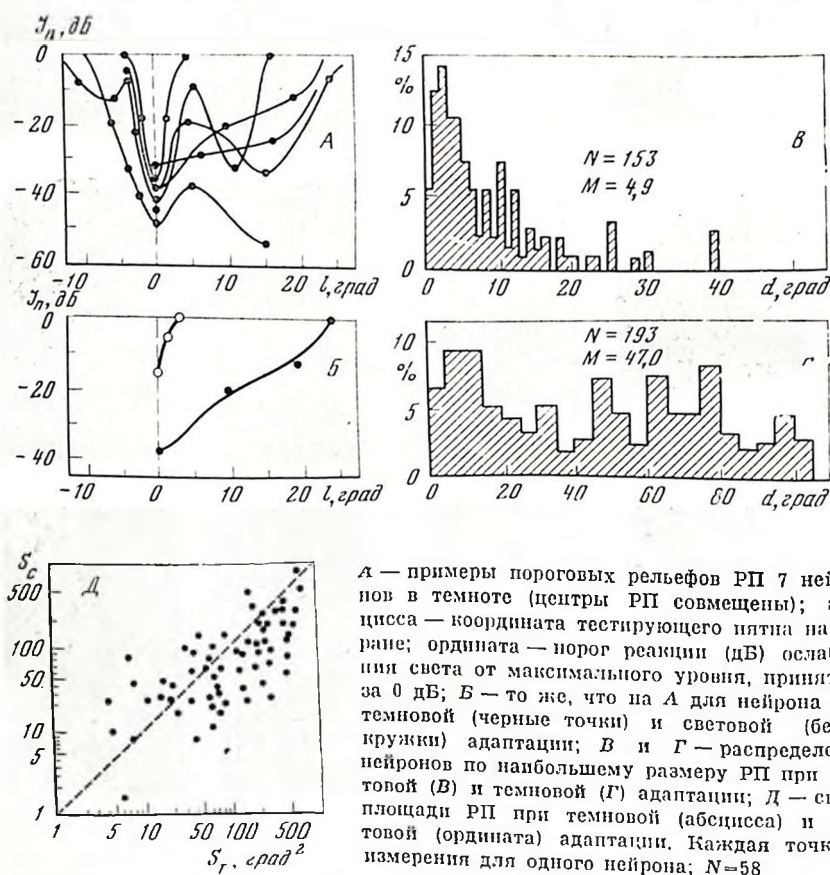 J п, дБ
0
-20
-40
-60
А
-10 0 10 20 l, град
15
%
10
5
0
В
N = 153
M = 4,9
0 10 20 30 40 d, град
J п, дБ
0
-20
-40
Б
-10 0 10 20 l, град
10
%
5
0
N = 193
M = 47,0
Г
0 20 40 60 80 d, град
S с
500
100
50
10
5
1
Д
1 5 10 50 100 500
S т, град²
А — примеры пороговых рельефов РП 7 ней
нов в темноте (центры РП совмещены);
цисса — координата тестирующего пятна на
ране; ордината — порог реакции (дБ) ослаб
ния света от максимального уровня, принят
за 0 дБ; Б — то же, что на А для нейрона
темновой (черные точки) и световой (бе
кружки) адаптации; В и Г — распределе
нейронов по наибольшему размеру РП при
товой (В) и темновой (Г) адаптации; Д —
площади РП при темновой (абсцисса) и
товой (ордината) адаптации. Каждая точк
измерения для одного нейрона; N=58